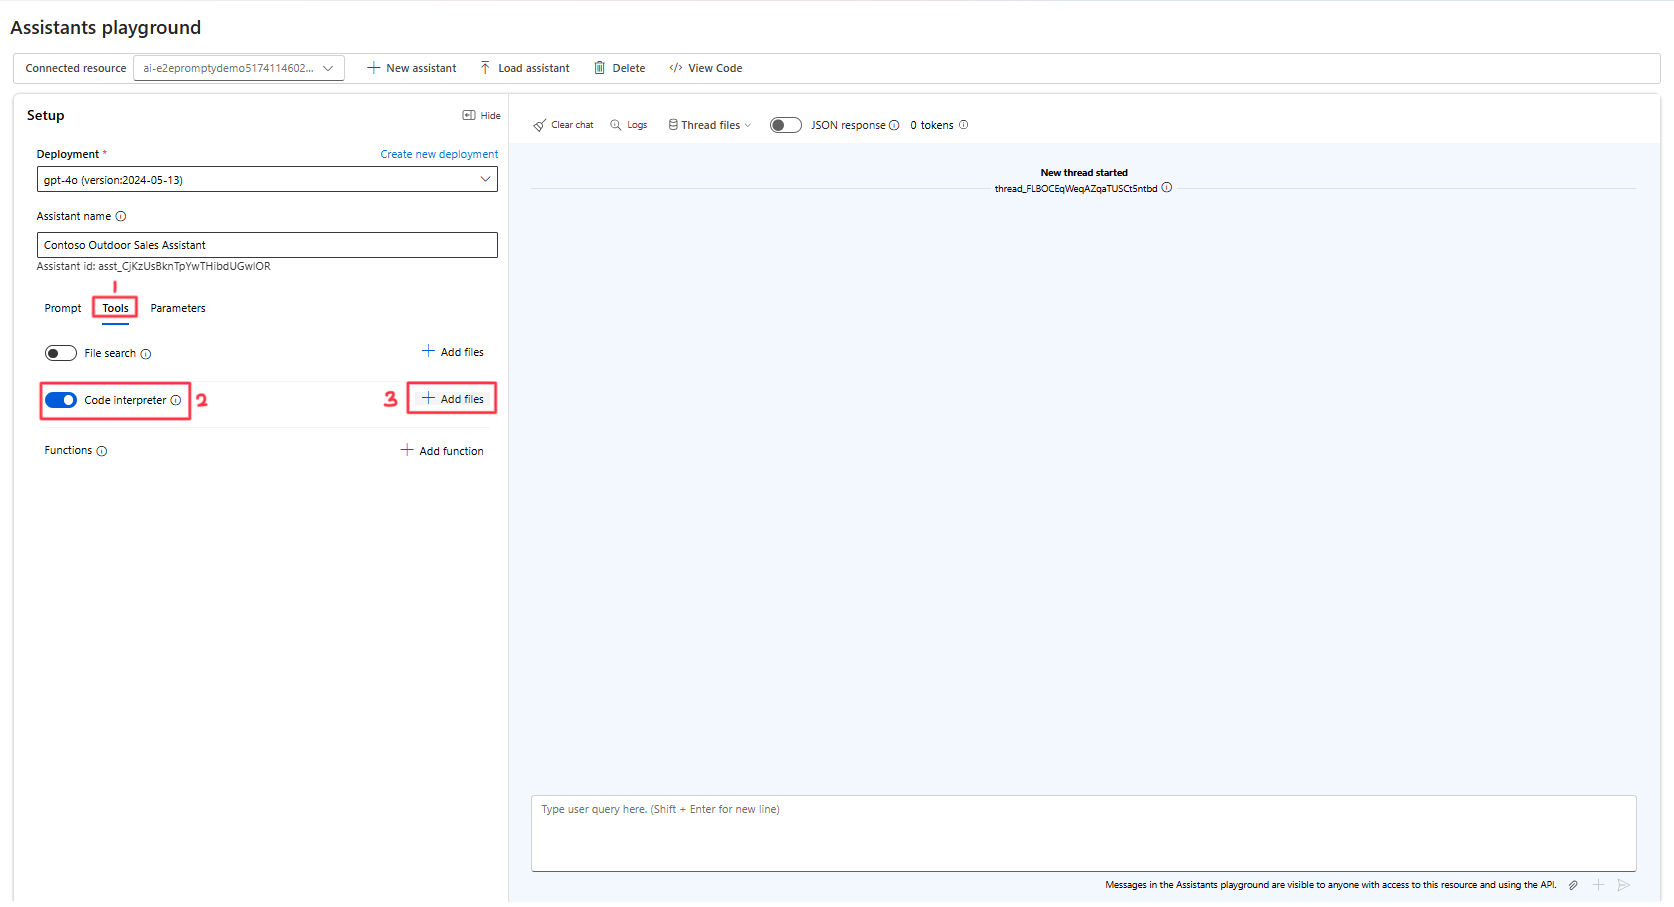 Assistants playground
Connected resource ai-e2epromptydemo5174114602... New assistant Load assistant Delete </> View Code
Setup Hide
Clear chat Logs Thread files JSON response 0 tokens
Deployment * Create new deployment
gpt-4o (version:2024-05-13)
New thread started
thread_FLBOCEqWeqAZqaTUSCt5ntbd
Assistant name
Contoso Outdoor Sales Assistant
Assistant id: asst_CjKzUsBknTpYwTHibdUGwIOR
1
Prompt Tools Parameters
File search Add files
Code interpreter 2 3 Add files
Functions Add function
Type user query here. (Shift + Enter for new line)
Messages in the Assistants playground are visible to anyone with access to this resource and using the API.